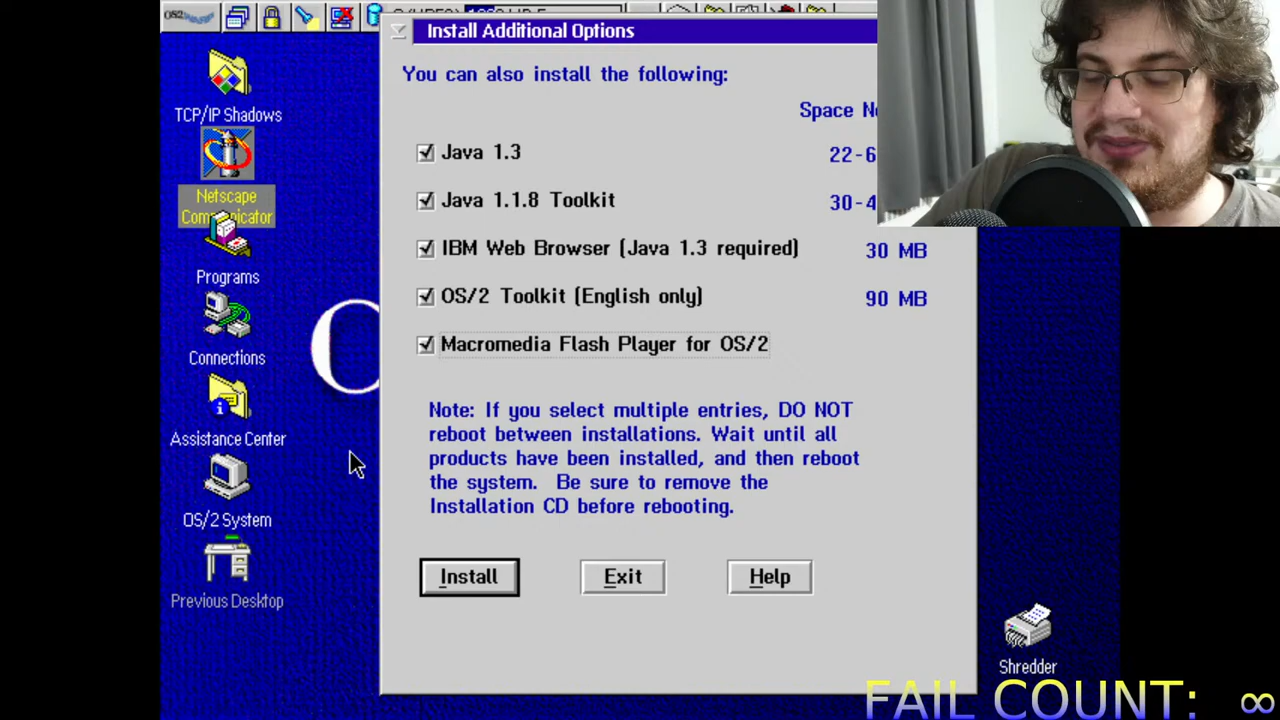 OS2
Install Additional Options
You can also install the following:
TCP/IP Shadows
Space
Java 1.3
22-6
Netscape
Communicator
Java 1.1.8 Toolkit
30-4
IBM Web Browser (Java 1.3 required)
30 MB
Programs
OS/2 Toolkit (English only)
90 MB
Macromedia Flash Player for OS/2
Connections
Note: If you select multiple entries, DO NOT
reboot between installations. Wait until all
products have been installed, and then reboot
the system. Be sure to remove the
Installation CD before rebooting.
Assistance Center
OS/2 System
Install
Exit
Help
Previous Desktop
Shredder
FAIL COUNT: ∞